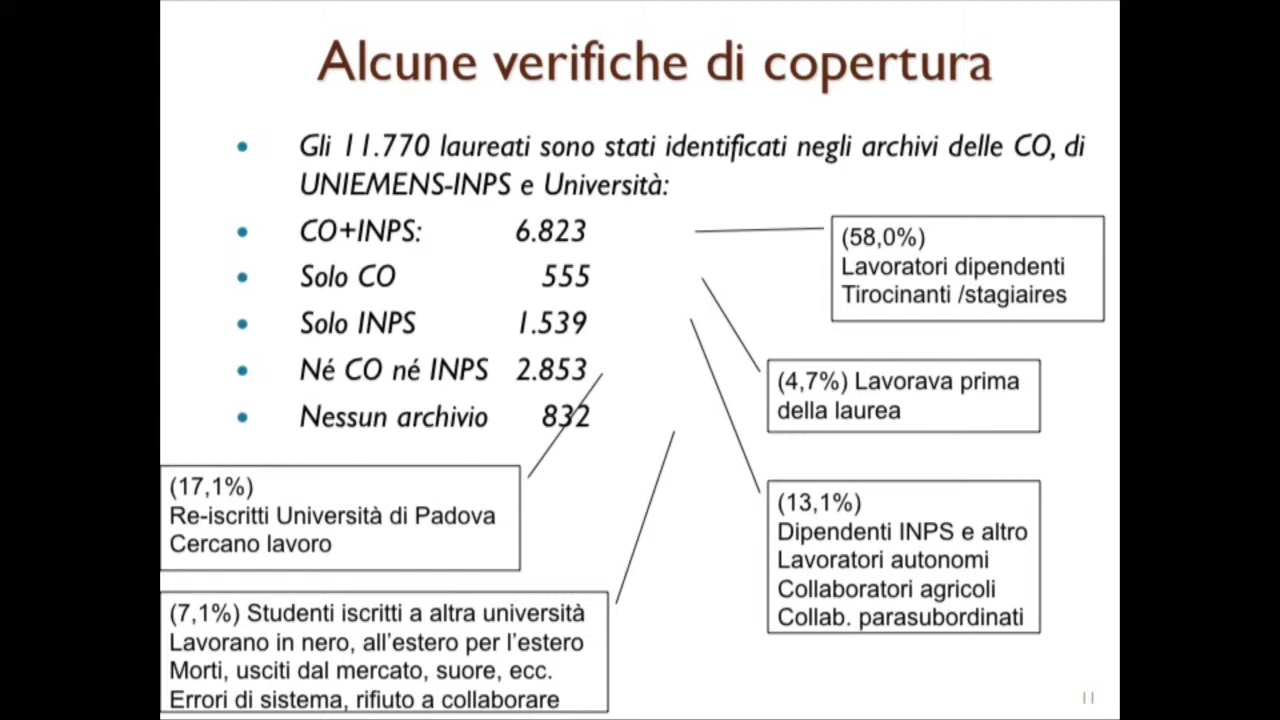 Alcune verifiche di copertura
• Gli 11.770 laureati sono stati identificati negli archivi delle CO, di
UNIEMENS-INPS e Università:
• CO+INPS: 6.823
• Solo CO 555
• Solo INPS 1.539
• Né CO né INPS 2.853
• Nessun archivio 832
(58,0%)
Lavoratori dipendenti
Tirocinanti /stagiaires
(4,7%) Lavorava prima
della laurea
(13,1%)
Dipendenti INPS e altro
Lavoratori autonomi
Collaboratori agricoli
Collab. parasubordinati
(17,1%)
Re-iscritti Università di Padova
Cercano lavoro
(7,1%) Studenti iscritti a altra università
Lavorano in nero, all'estero per l'estero
Morti, usciti dal mercato, suore, ecc.
Errori di sistema, rifiuto a collaborare
11